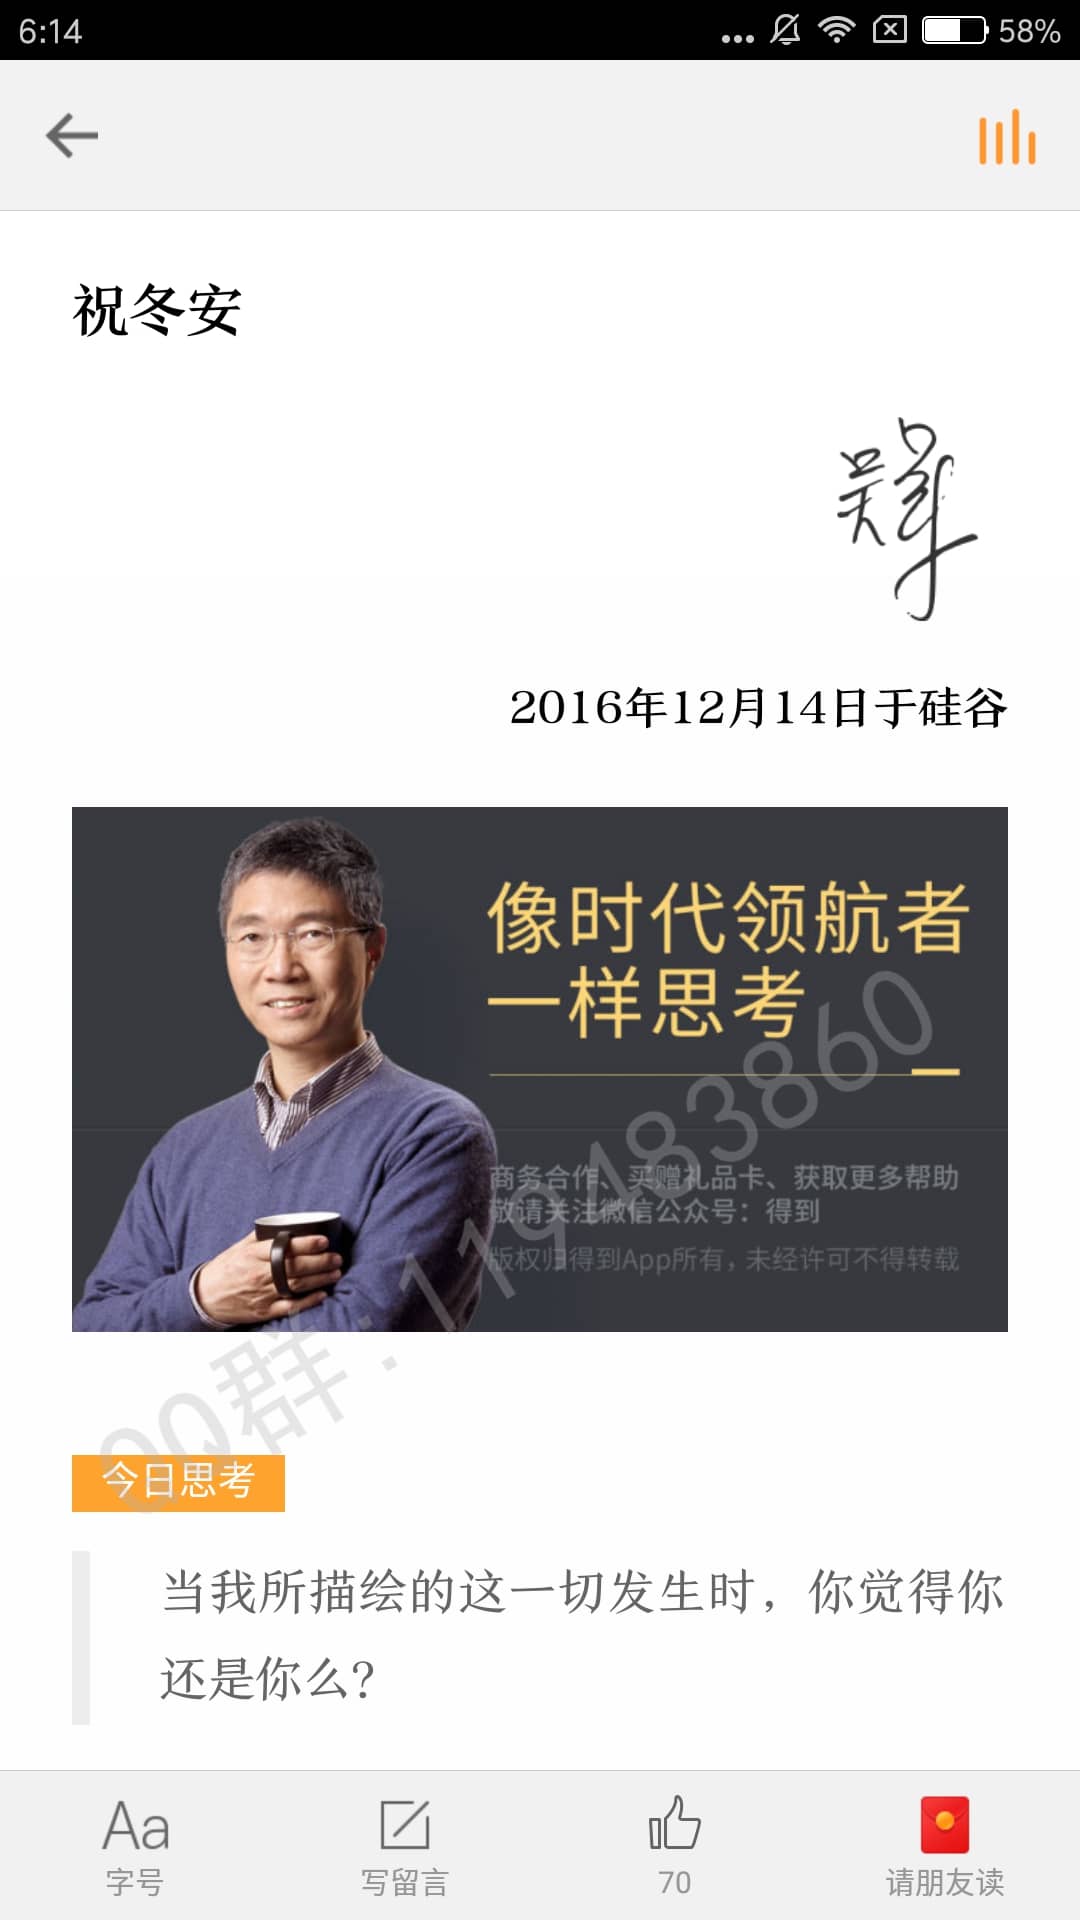 6:14
58%
祝冬安
2016年12月14日于硅谷
像时代领航者
一样思考
商务合作、买赠礼品卡、获取更多帮助
敬请关注微信公众号：得到
版权归得到App所有，未经许可不得转载
QQ群：119483860
今日思考
当我所描绘的这一切发生时，你觉得你
还是你么？
Aa
字号
写留言
70
请朋友读